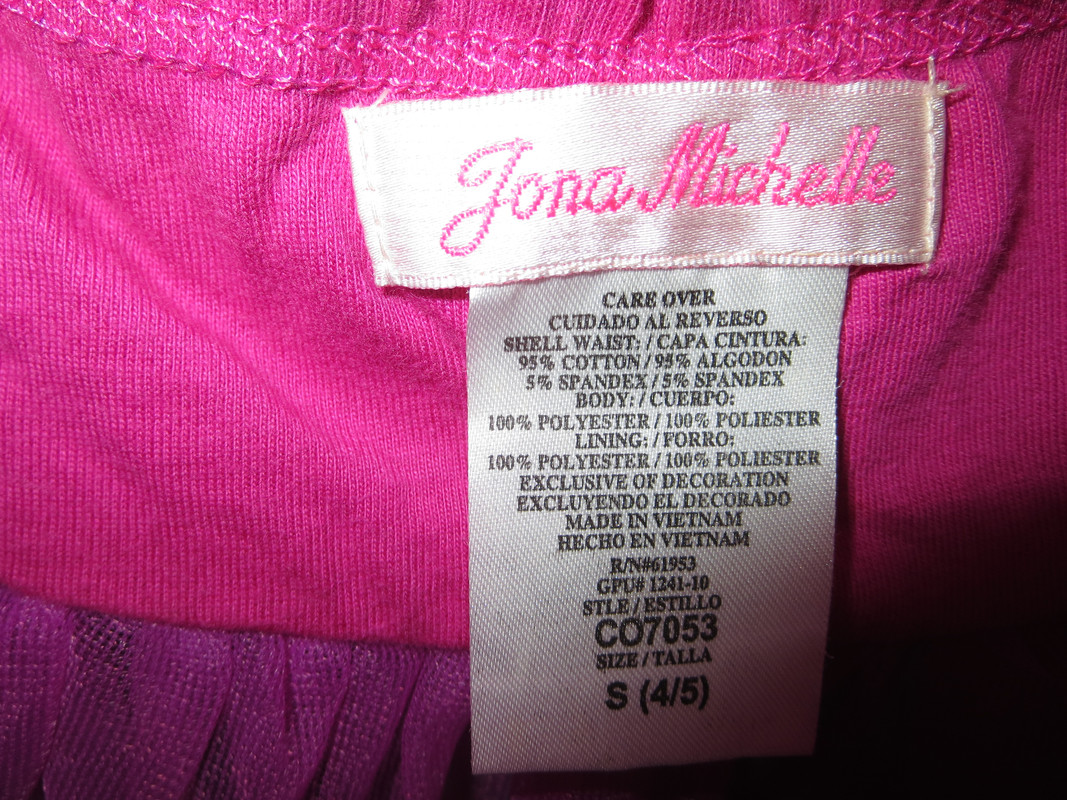 Jona Michelle
CARE OVER
CUIDADO AL REVERSO
SHELL WAIST: / CAPA CINTURA:
95% COTTON / 95% ALGODON
5% SPANDEX / 5% SPANDEX
BODY: / CUERPO:
100% POLYESTER / 100% POLIESTER
LINING: / FORRO:
100% POLYESTER / 100% POLIESTER
EXCLUSIVE OF DECORATION
EXCLUYENDO EL DECORADO
MADE IN VIETNAM
HECHO EN VIETNAM
R/N#61953
GPU# 1241-10
STLE / ESTILLO
CO7053
SIZE / TALLA
S (4/5)